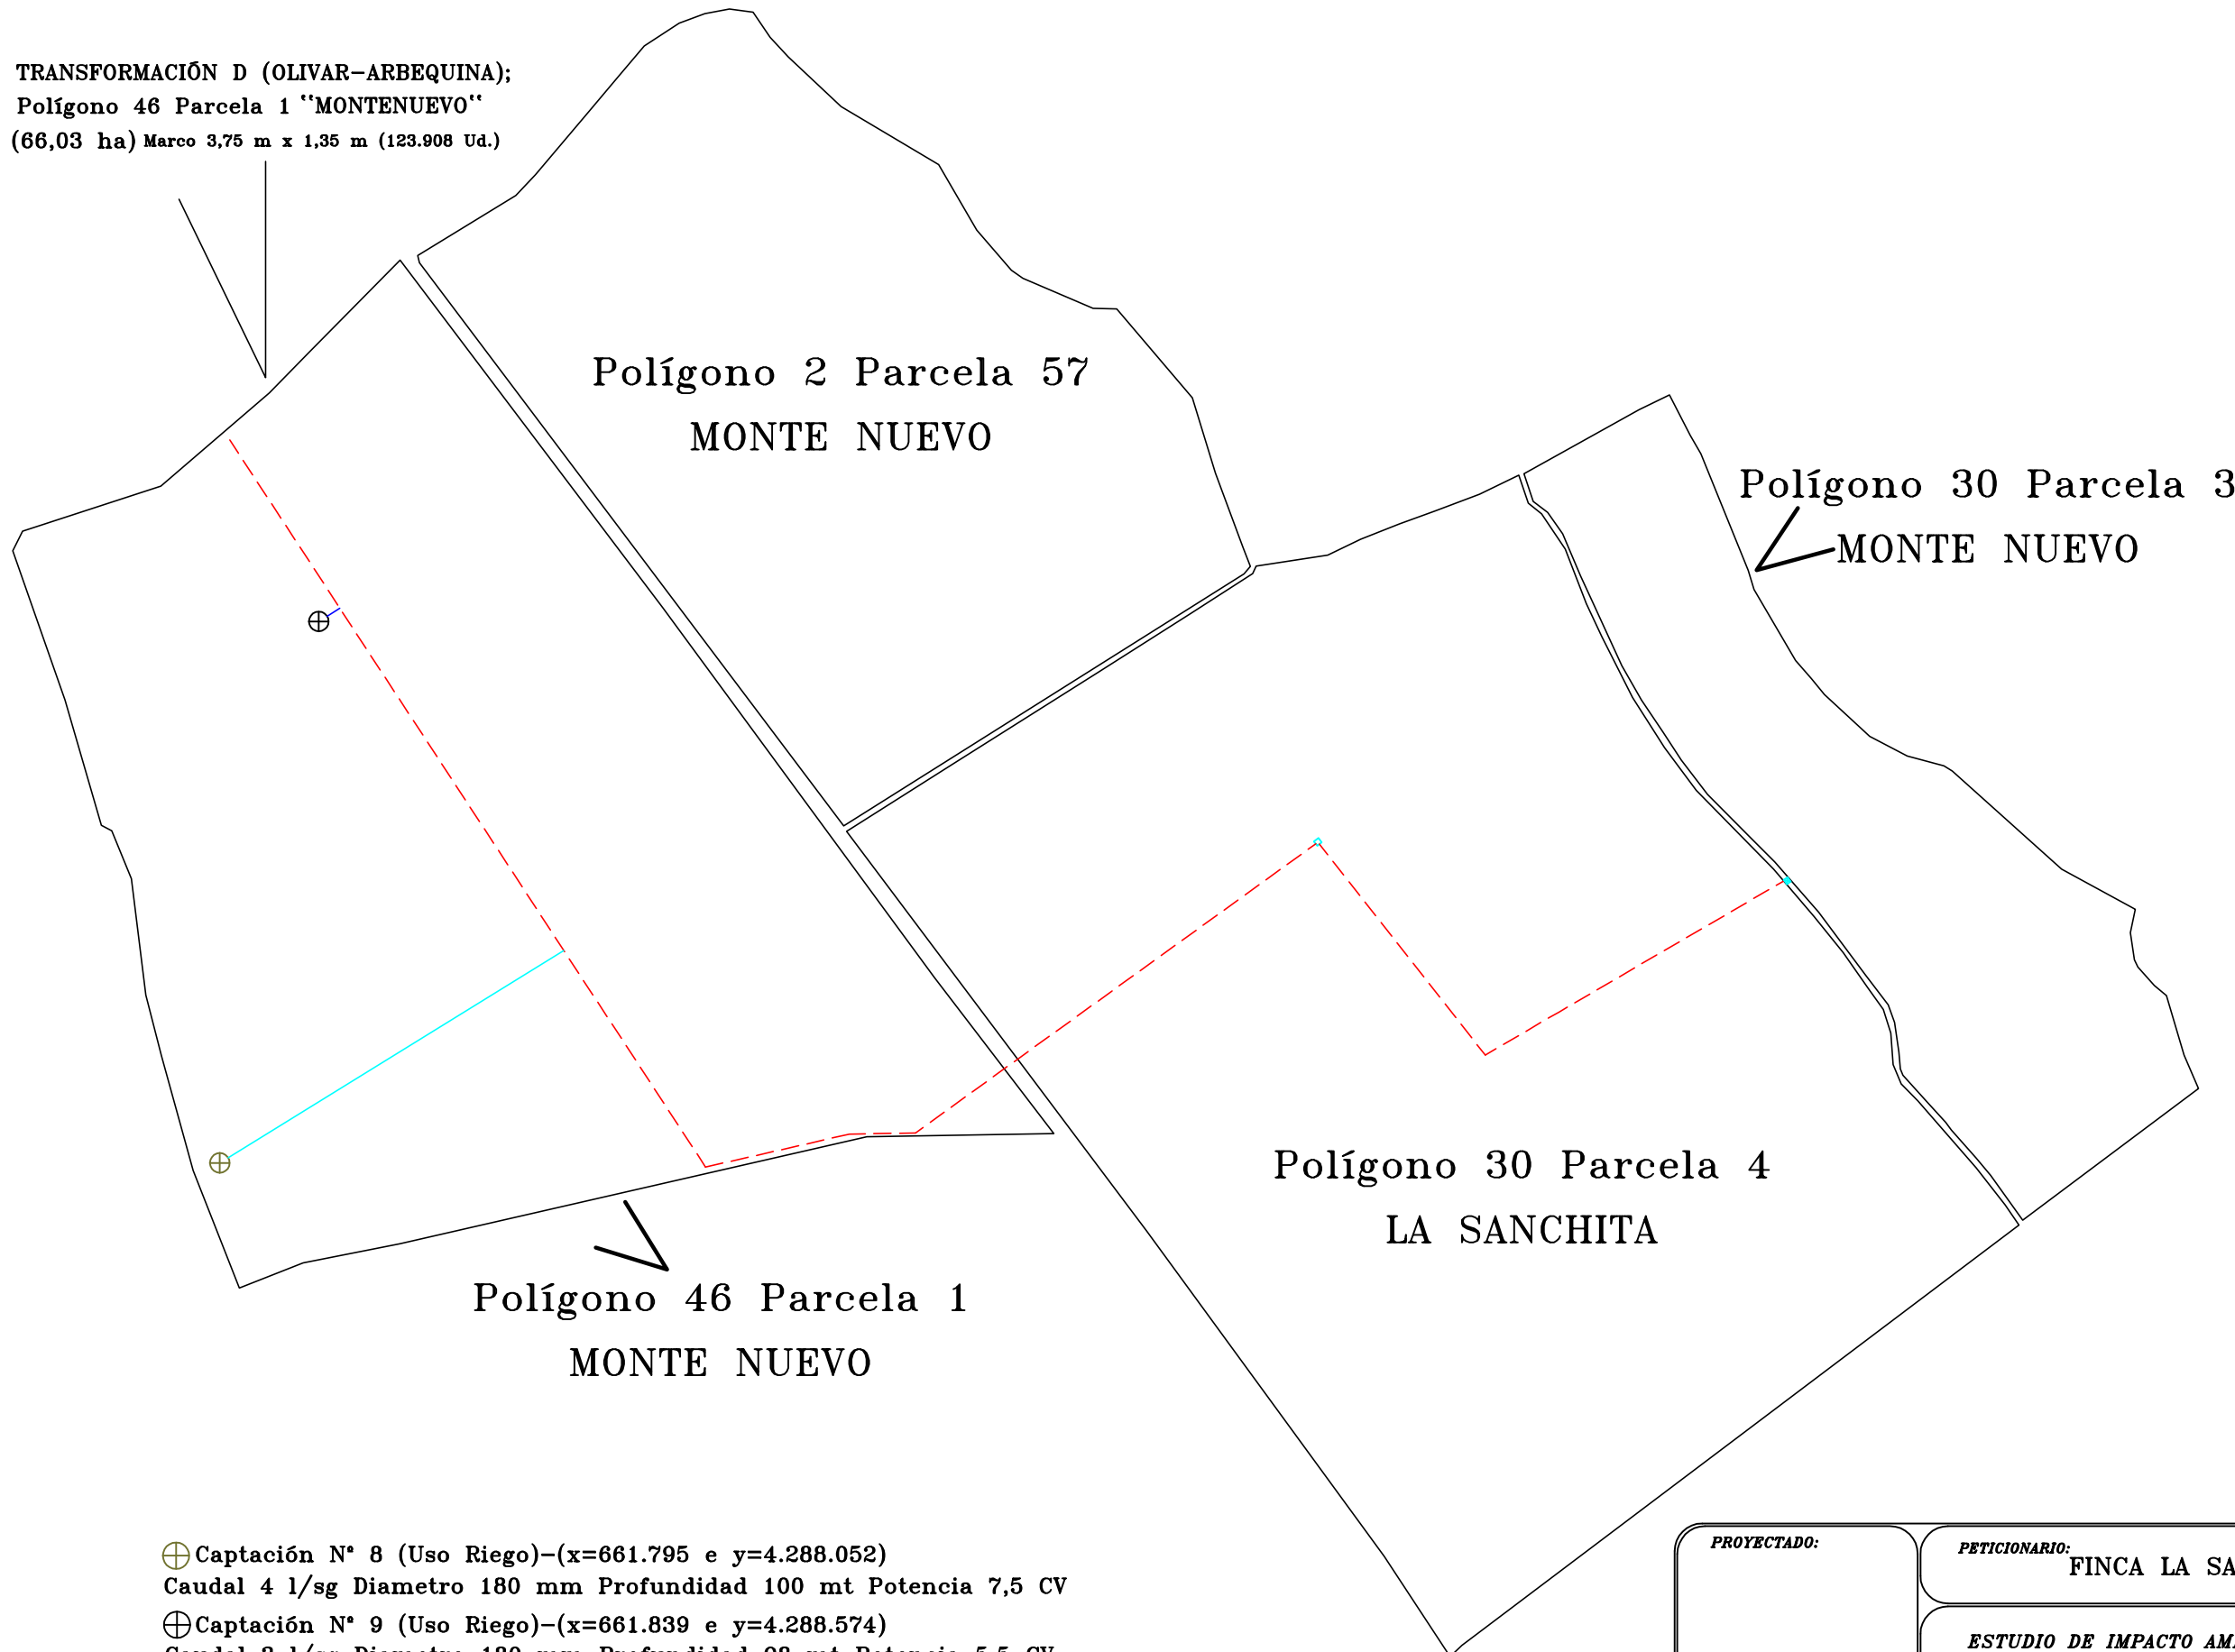 TRANSFORMACIÓN D (OLIVAR-ARBEQUINA);
Polígono 46 Parcela 1 "MONTENUEVO"
(66,03 ha) Marco 3,75 m x 1,35 m (123.908 Ud.)
Polígono 2 Parcela 57
MONTE NUEVO
Polígono 30 Parcela 3
MONTE NUEVO
Polígono 30 Parcela 4
LA SANCHITA
Polígono 46 Parcela 1
MONTE NUEVO
Captación Nº 8 (Uso Riego)-(x=661.795 e y=4.288.052)
Caudal 4 l/sg Diametro 180 mm Profundidad 100 mt Potencia 7,5 CV
Captación Nº 9 (Uso Riego)-(x=661.839 e y=4.288.574)
PROYECTADO:
PETICIONARIO:
FINCA LA SA
ESTUDIO DE IMPACTO AM